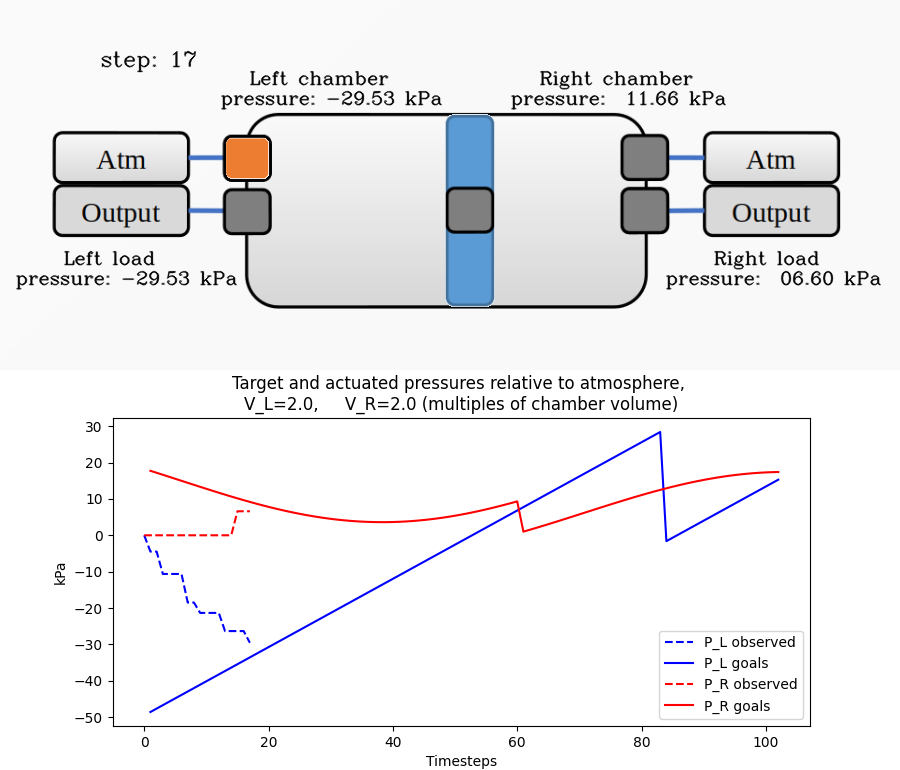 step: 17
Left chamber
pressure: −29.53 kPa
Right chamber
pressure:  11.66 kPa
Atm
Output
Atm
Output
Left load
pressure: −29.53 kPa
Right load
pressure:  06.60 kPa
Target and actuated pressures relative to atmosphere,
V_L=2.0,     V_R=2.0 (multiples of chamber volume)
kPa
30
20
10
0
−10
−20
−30
−40
−50
P_L observed
P_L goals
P_R observed
P_R goals
0 20 40 60 80 100
Timesteps